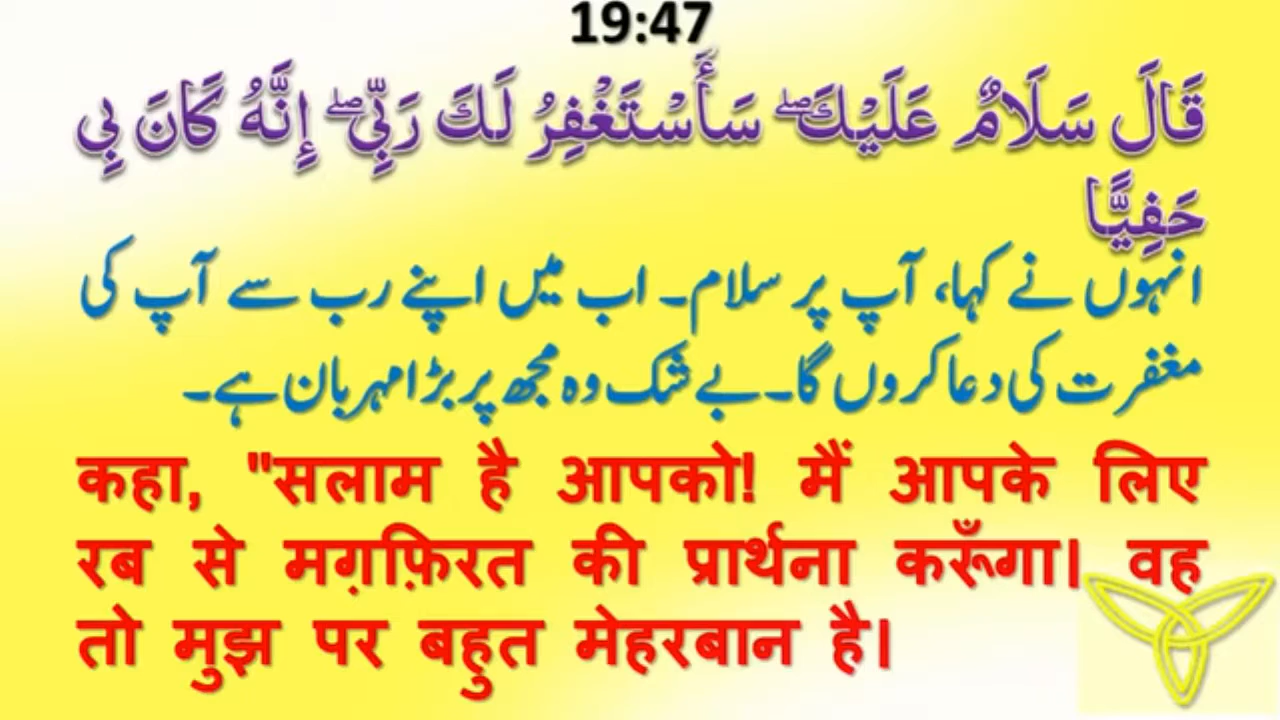 19:47
قَالَ سَلَامٌ عَلَيْكَ ۖ سَأَسْتَغْفِرُ لَكَ رَبِّي ۖ إِنَّهُ كَانَ بِي
حَفِيًّا
انہوں نے کہا، آپ پر سلام۔ اب میں اپنے رب سے آپ کی
مغفرت کی دعا کروں گا۔ بے شک وہ مجھ پر بڑا مہربان ہے۔
कहा, "सलाम है आपको! मैं आपके लिए
रब से मग़फ़िरत की प्रार्थना करूँगा। वह
तो मुझ पर बहुत मेहरबान है।